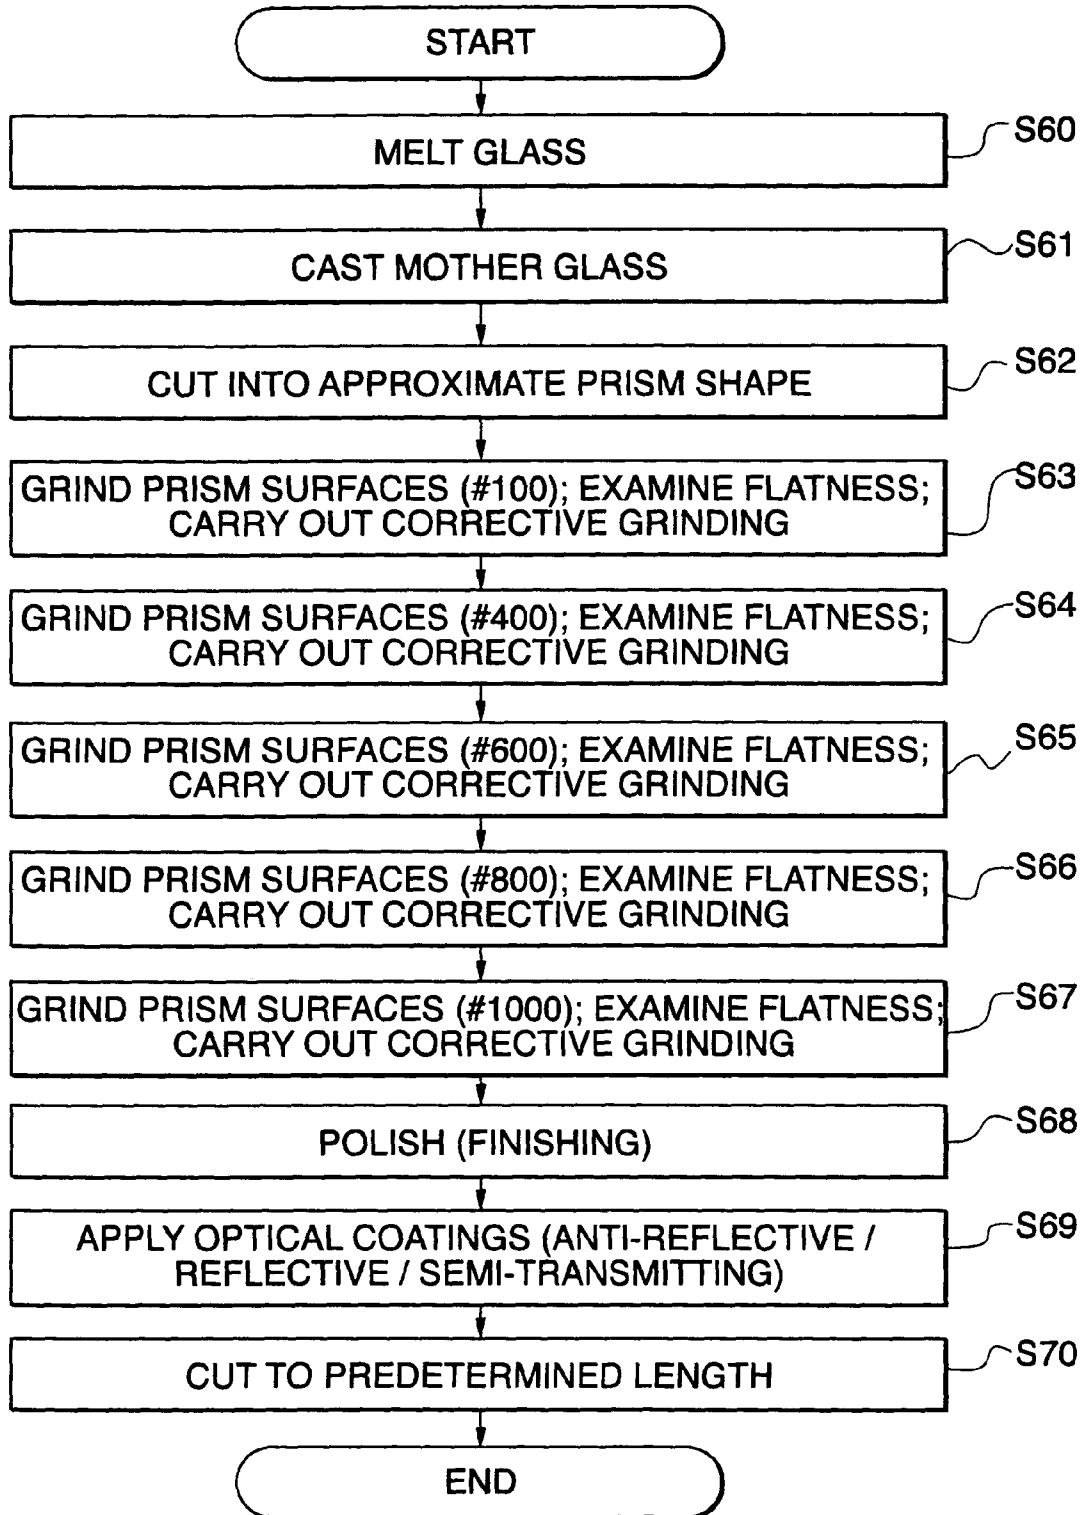 START
MELT GLASS
S60
CAST MOTHER GLASS
S61
CUT INTO APPROXIMATE PRISM SHAPE
S62
GRIND PRISM SURFACES (#100); EXAMINE FLATNESS;
CARRY OUT CORRECTIVE GRINDING
S63
GRIND PRISM SURFACES (#400); EXAMINE FLATNESS;
CARRY OUT CORRECTIVE GRINDING
S64
GRIND PRISM SURFACES (#600); EXAMINE FLATNESS;
CARRY OUT CORRECTIVE GRINDING
S65
GRIND PRISM SURFACES (#800); EXAMINE FLATNESS;
CARRY OUT CORRECTIVE GRINDING
S66
GRIND PRISM SURFACES (#1000); EXAMINE FLATNESS;
CARRY OUT CORRECTIVE GRINDING
S67
POLISH (FINISHING)
S68
APPLY OPTICAL COATINGS (ANTI-REFLECTIVE /
REFLECTIVE / SEMI-TRANSMITTING)
S69
CUT TO PREDETERMINED LENGTH
S70
END